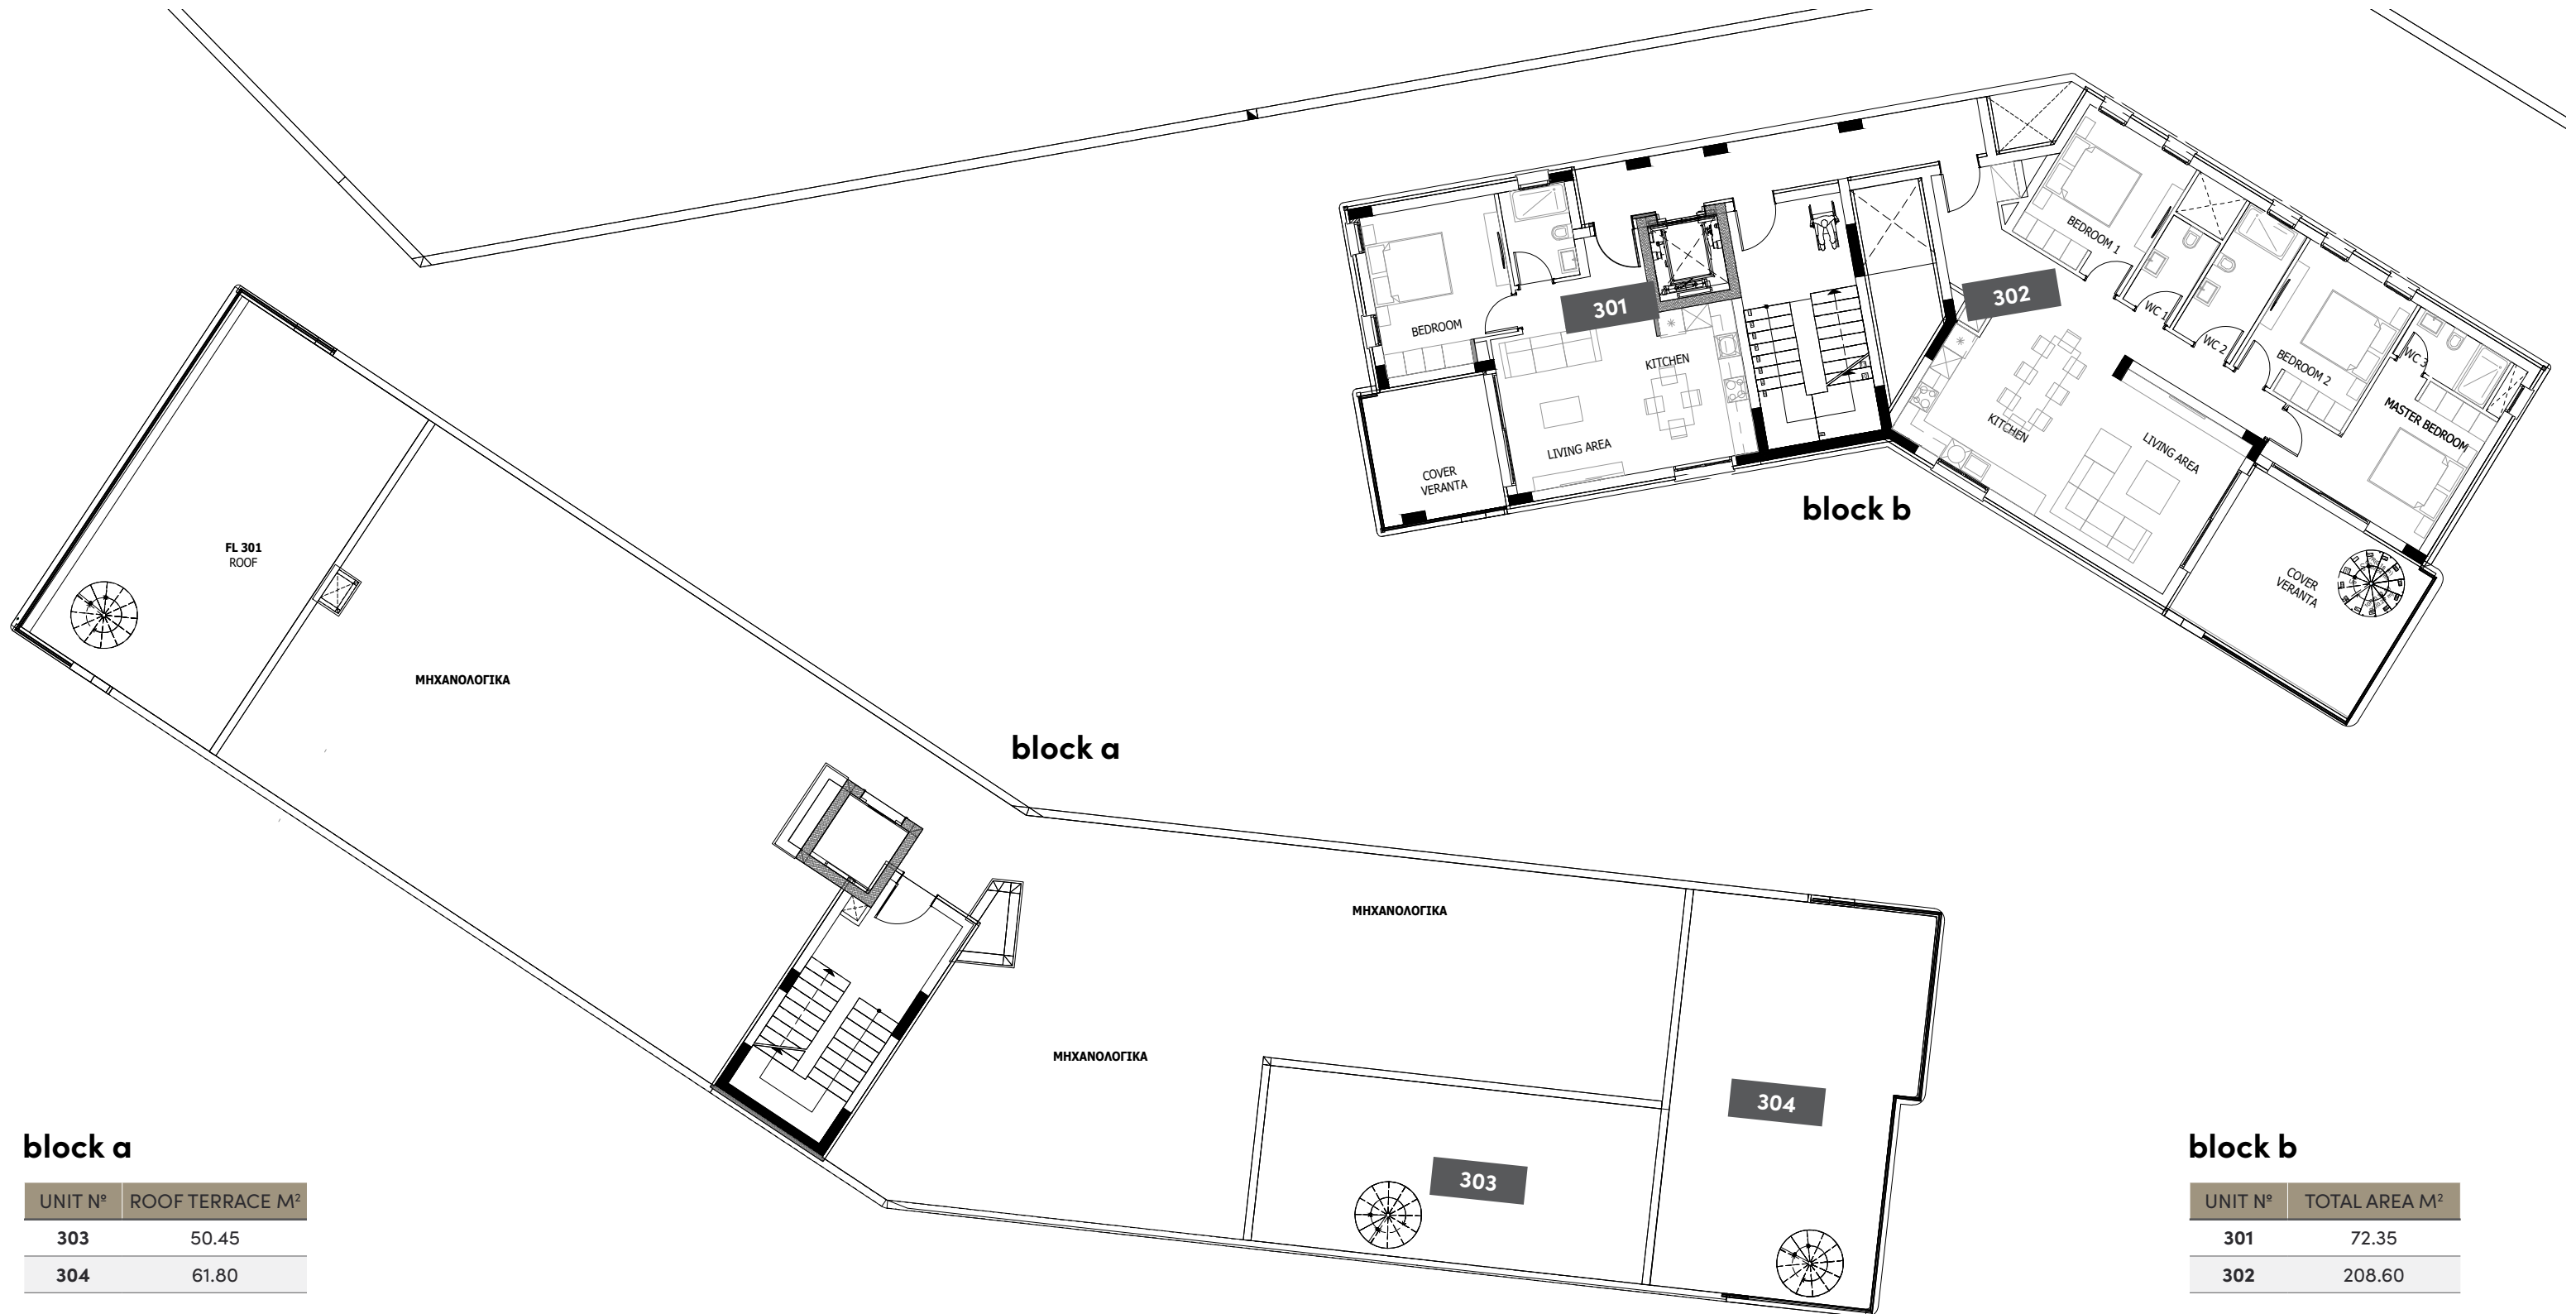 BEDROOM 1
WC 1
WC 2
BEDROOM 2
WC 3
MASTER BEDROOM
302
301
BEDROOM
KITCHEN
KITCHEN
LIVING AREA
LIVING AREA
COVER
VERANTA
COVER
VERANTA
block b
FL 301
ROOF
ΜΗΧΑΝΟΛΟΓΙΚΑ
block a
ΜΗΧΑΝΟΛΟΓΙΚΑ
ΜΗΧΑΝΟΛΟΓΙΚΑ
304
303
block a
UNIT Nº ROOF TERRACE M²
303 50.45
304 61.80
block b
UNIT Nº TOTAL AREA M²
301 72.35
302 208.60